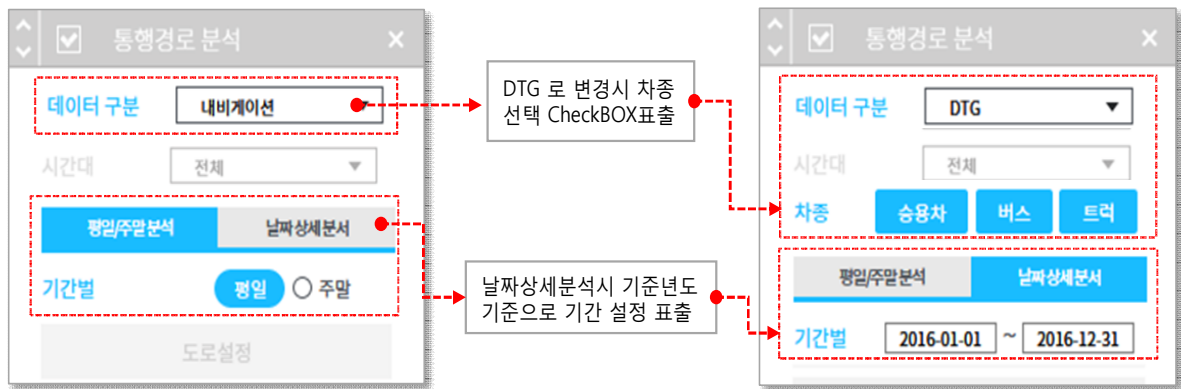 통행경로 분석
데이터 구분 내비게이션
시간대 전체
평일/주말분석 날짜상세분서
기간별 평일 주말
도로설정
DTG 로 변경시 차종
선택 CheckBOX표출
날짜상세분석시 기준년도
기준으로 기간 설정 표출
통행경로 분석
데이터 구분 DTG
시간대 전체
차종 승용차 버스 트럭
평일/주말분석 날짜상세분서
기간별 2016-01-01 ~ 2016-12-31